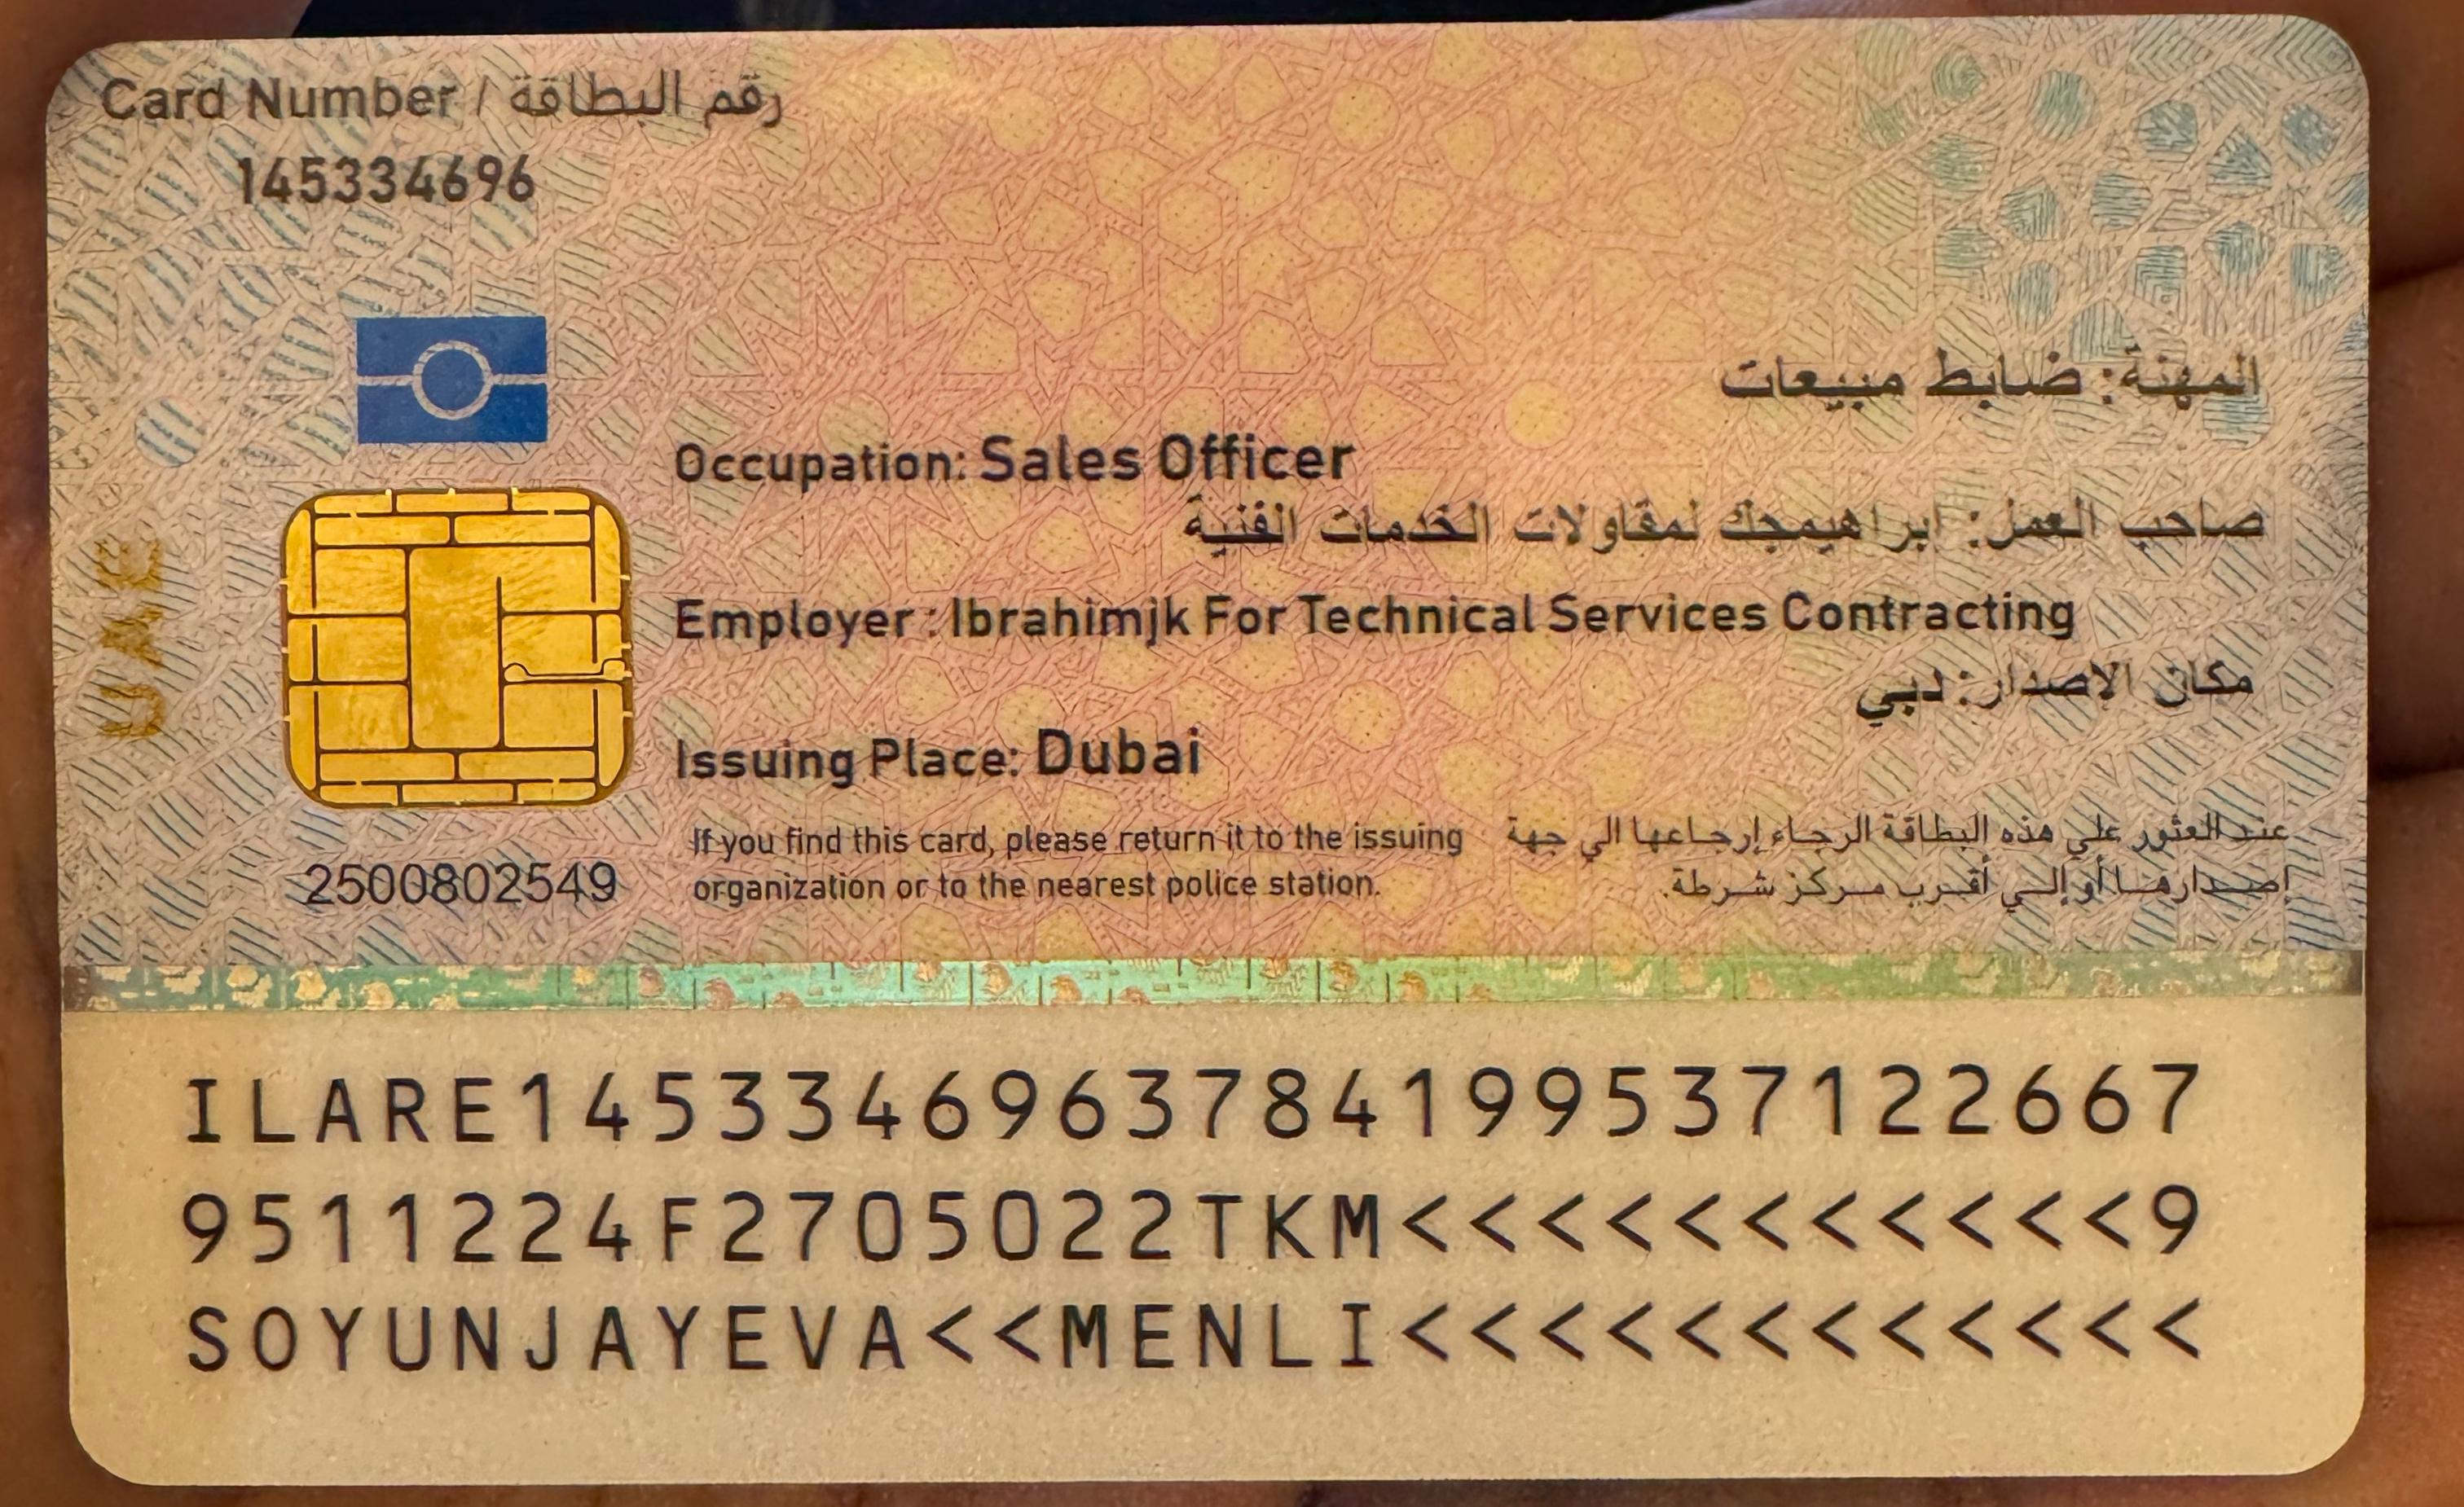 Card Number / رقم البطاقة
145334696
المهنة: ضابط مبيعات
Occupation: Sales Officer
صاحب العمل: ابراهيمجك لمقاولات الخدمات الفنية
UAE
Employer : Ibrahimjk For Technical Services Contracting
مكان الاصدار: دبي
Issuing Place: Dubai
If you find this card, please return it to the issuing
organization or to the nearest police station.
عند العثور علي هذه البطاقة الرجاء إرجاعها الي جهة
إصدارها أو إلي أقرب مركز شرطة.
2500802549
ILARE1453346963784199537122667
9511224F2705022TKM<<<<<<<<<<<9
SOYUNJAYEVA<<MENLI<<<<<<<<<<<<